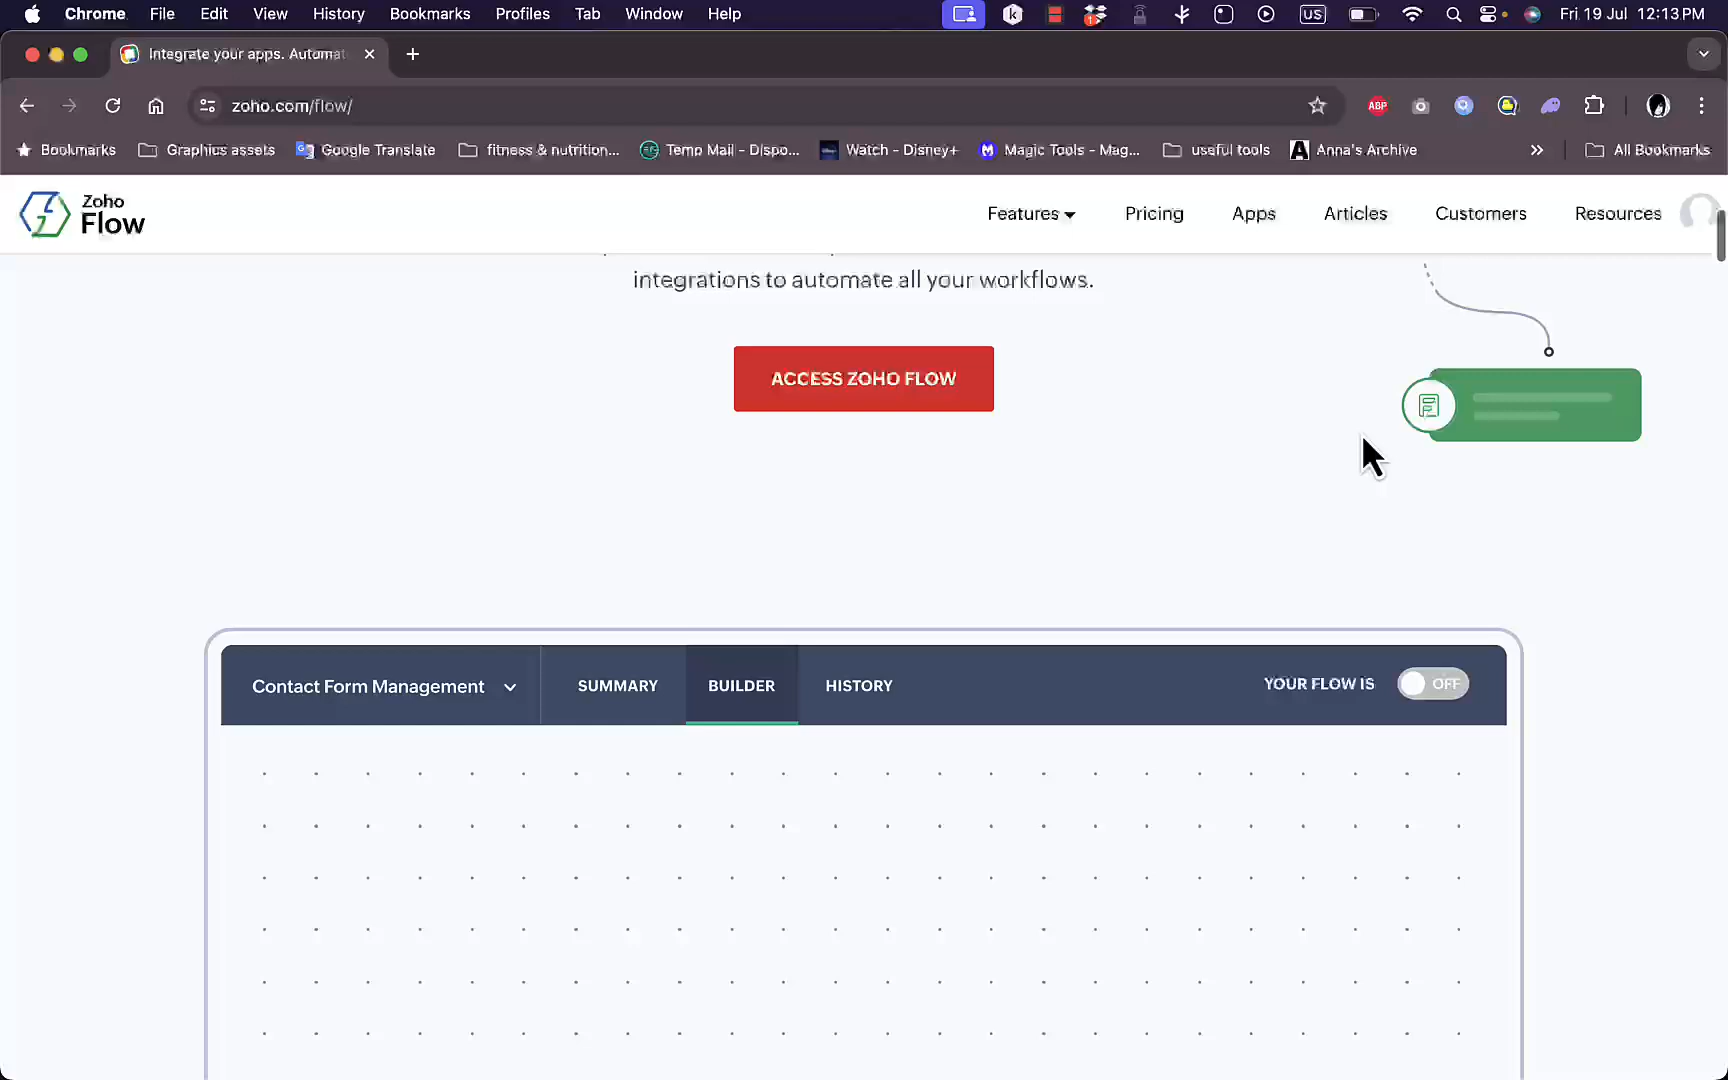 Chrome File Edit View History Bookmarks Profiles Tab Window Help US Fri 19 Jul 12:13 PM
Integrate your apps. Automat
zoho.com/flow/ ABP
Bookmarks Graphics assets Google Translate fitness & nutrition... Temp Mail - Dispo... Watch - Disney+ Magic Tools - Mag... useful tools Anna's Archive All Bookmarks
Zoho
Flow
Features Pricing Apps Articles Customers Resources
integrations to automate all your workflows.
ACCESS ZOHO FLOW
Contact Form Management SUMMARY BUILDER HISTORY YOUR FLOW IS OFF